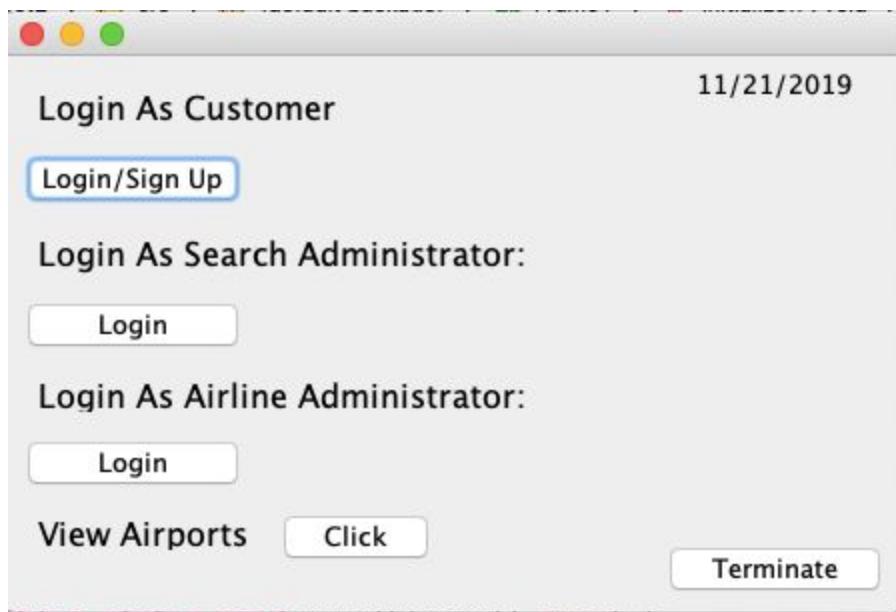 11/21/2019
Login As Customer
Login/Sign Up
Login As Search Administrator:
Login
Login As Airline Administrator:
Login
View Airports Click
Terminate